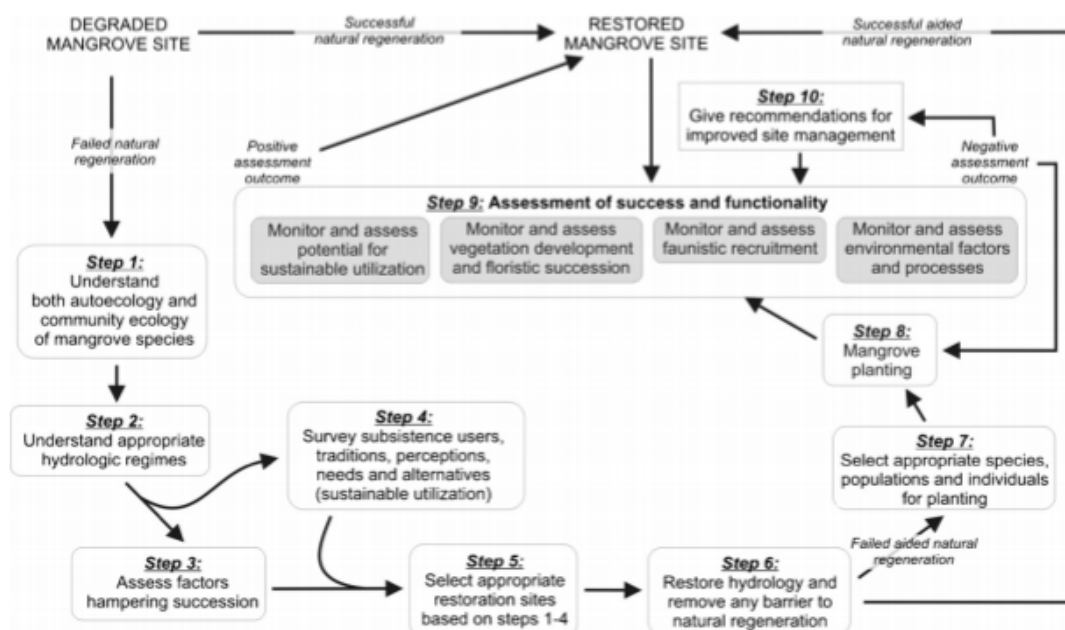 DEGRADED
MANGROVE SITE
Successful
natural regeneration
RESTORED
MANGROVE SITE
Successful aided
natural regeneration
Step 10:
Give recommendations for
improved site management
Failed natural
regeneration
Positive
assessment
outcome
Negative
assessment
outcome
Step 9: Assessment of success and functionality
Monitor and assess
potential for
sustainable utilization
Monitor and assess
vegetation development
and floristic succession
Monitor and assess
faunistic recruitment
Monitor and assess
environmental factors
and processes
Step 1:
Understand
both autoecology and
community ecology
of mangrove species
Step 8:
Mangrove
planting
Step 2:
Understand appropriate
hydrologic regimes
Step 4:
Survey subsistence users,
traditions, perceptions,
needs and alternatives
(sustainable utilization)
Step 7:
Select appropriate species,
populations and individuals
for planting
Step 3:
Assess factors
hampering succession
Step 5:
Select appropriate
restoration sites
based on steps 1-4
Step 6:
Restore hydrology and
remove any barrier to
natural regeneration
Failed aided natural
regeneration